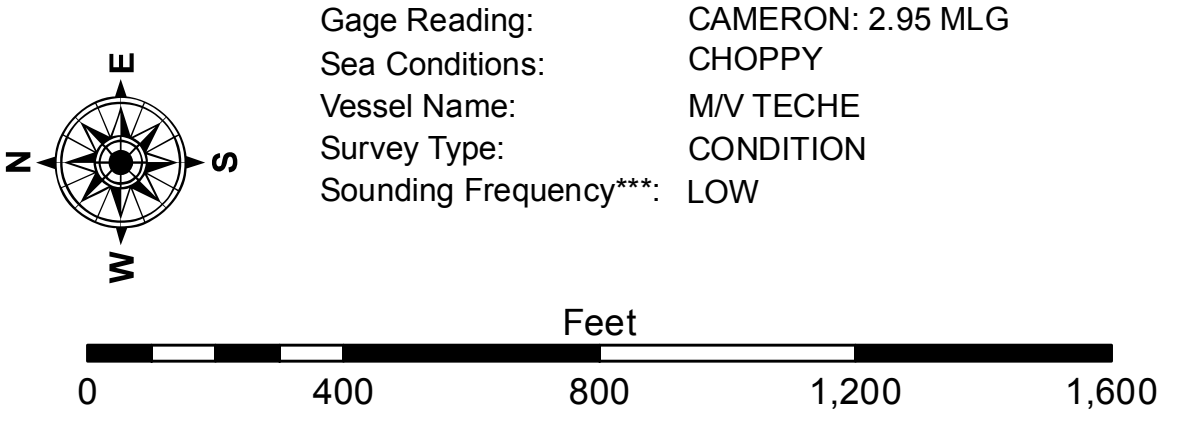 Gage Reading: CAMERON: 2.95 MLG
Sea Conditions: CHOPPY
Vessel Name: M/V TECHE
Survey Type: CONDITION
Sounding Frequency***: LOW
E
N S
W
Feet
0 400 800 1,200 1,600